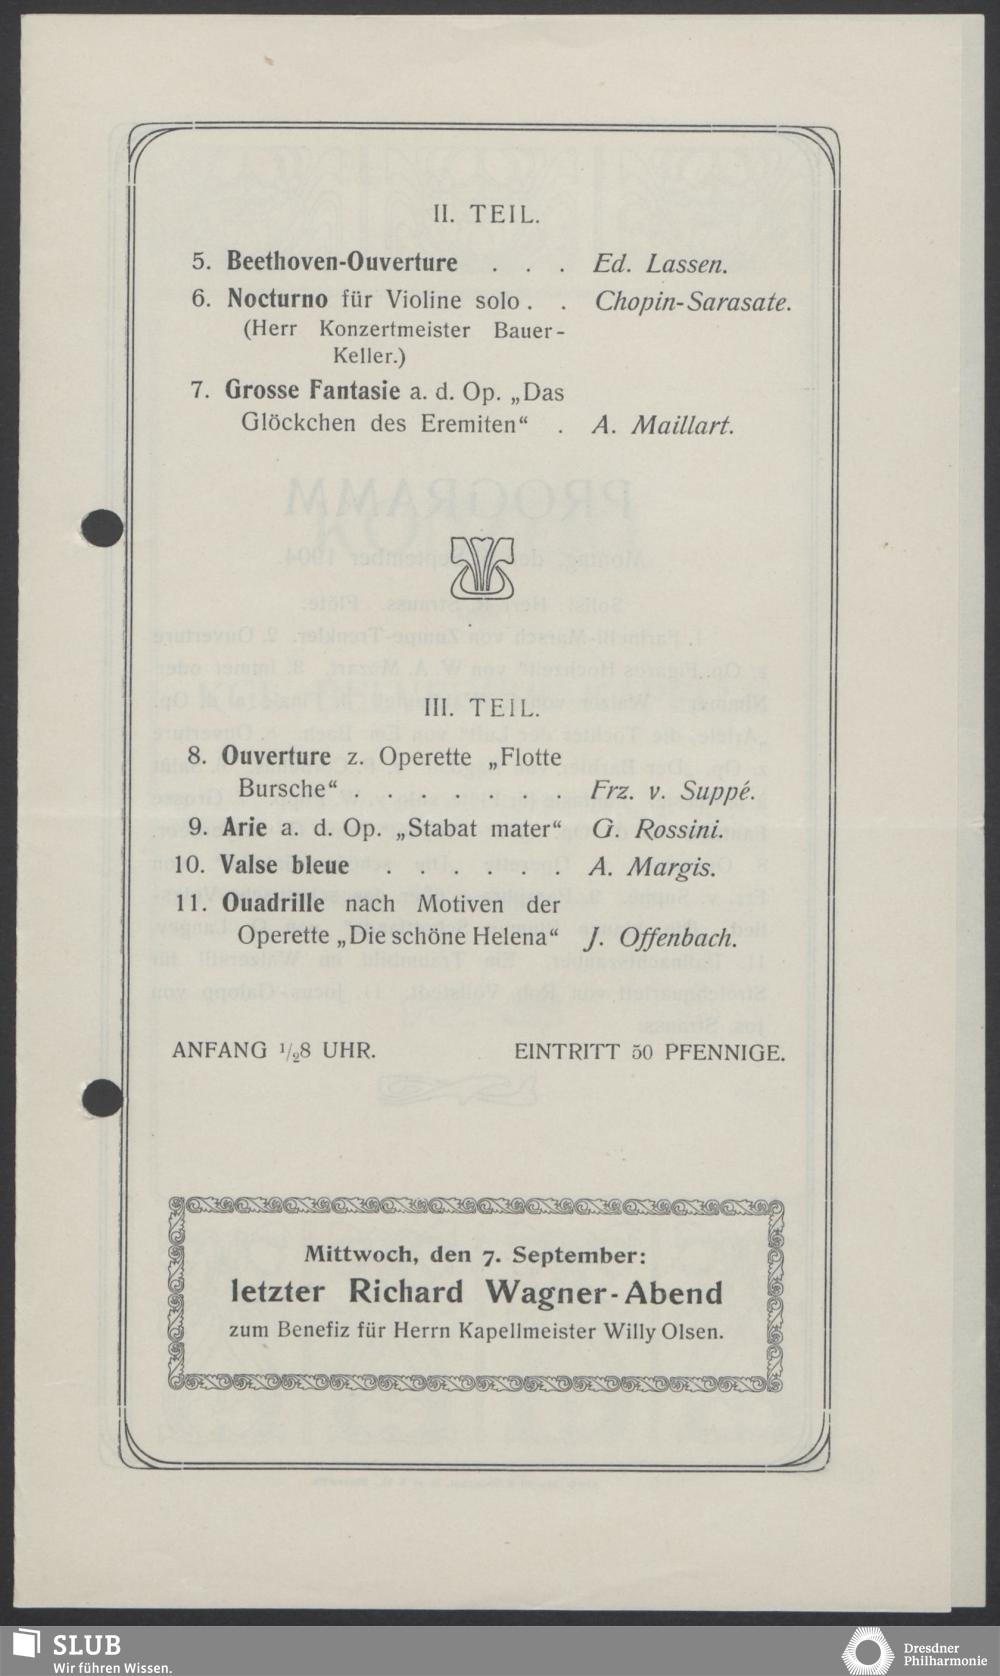 II. TEIL.
5. Beethoven-Ouverture . . . Ed. Lassen.
6. Nocturno für Violine solo . . Chopin-Sarasate.
(Herr Konzertmeister Bauer-
Keller.)
7. Grosse Fantasie a. d. Op. „Das
Glöckchen des Eremiten“ . A. Maillart.
III. TEIL.
8. Ouverture z. Operette „Flotte
Bursche“ . . . . . . . Frz. v. Suppé.
9. Arie a. d. Op. „Stabat mater“ G. Rossini.
10. Valse bleue . . . . . . A. Margis.
11. Ouadrille nach Motiven der
Operette „Die schöne Helena“ J. Offenbach.
ANFANG 1/28 UHR. EINTRITT 50 PFENNIGE.
Mittwoch, den 7. September:
letzter Richard Wagner-Abend
zum Benefiz für Herrn Kapellmeister Willy Olsen.
SLUB
Wir führen Wissen.
Dresdner
Philharmonie